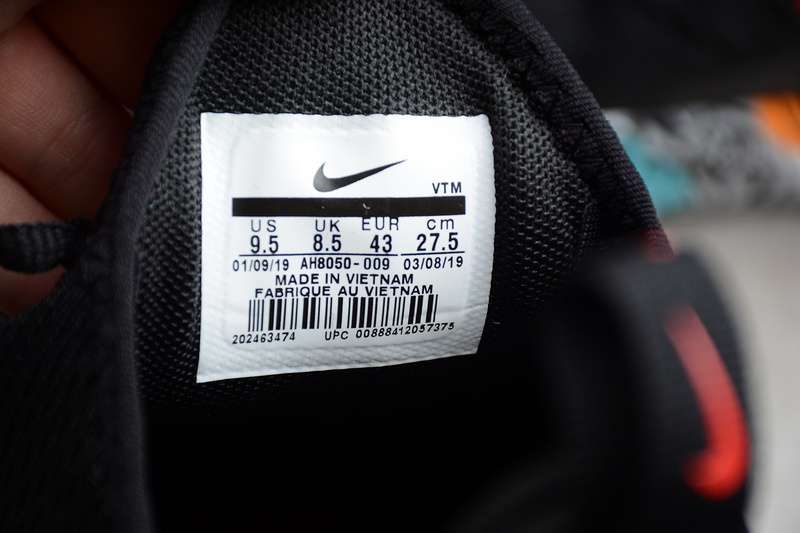 VTM
US UK EUR cm
9.5 8.5 43 27.5
01/09/19 AH8050-009 03/08/19
MADE IN VIETNAM
FABRIQUE AU VIETNAM
202463474 UPC 00888412057375